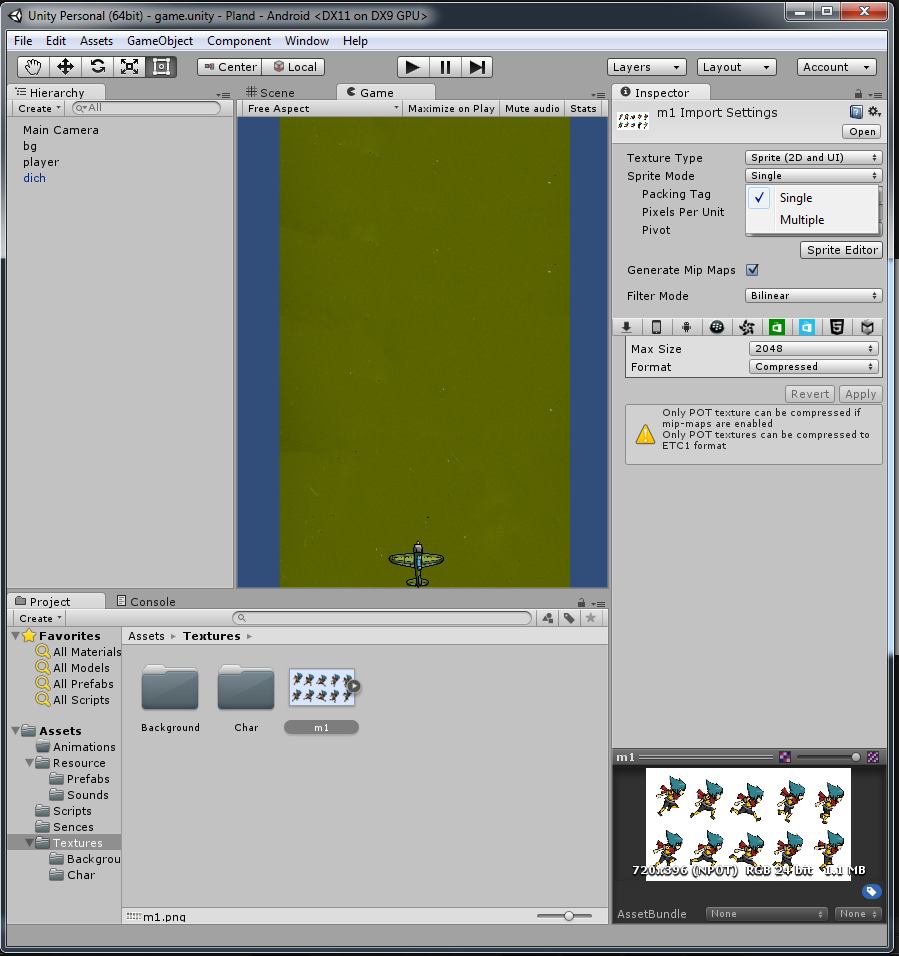 Unity Personal (64bit) - game.unity - Pland - Android <DX11 on DX9 GPU>
File Edit Assets GameObject Component Window Help
Center Local Layers Layout Account
Hierarchy
Create All
Main Camera
bg
player
dich
Scene Game
Free Aspect Maximize on Play Mute audio Stats
Inspector
m1 Import Settings
Open
Texture Type Sprite (2D and UI)
Sprite Mode Single
Packing Tag
Pixels Per Unit
Pivot
Single
Multiple
Sprite Editor
Generate Mip Maps
Filter Mode Bilinear
Max Size 2048
Format Compressed
Revert Apply
Only POT texture can be compressed if
mip-maps are enabled
Only POT textures can be compressed to
ETC1 format
Project Console
Create
Favorites
All Materials
All Models
All Prefabs
All Scripts
Assets
Animations
Resource
Prefabs
Sounds
Scripts
Sences
Textures
Backgrou
Char
Assets Textures
Background Char m1
m1.png
m1
720x396 (NPOT) RGB 24 bit 1.1 MB
AssetBundle None None